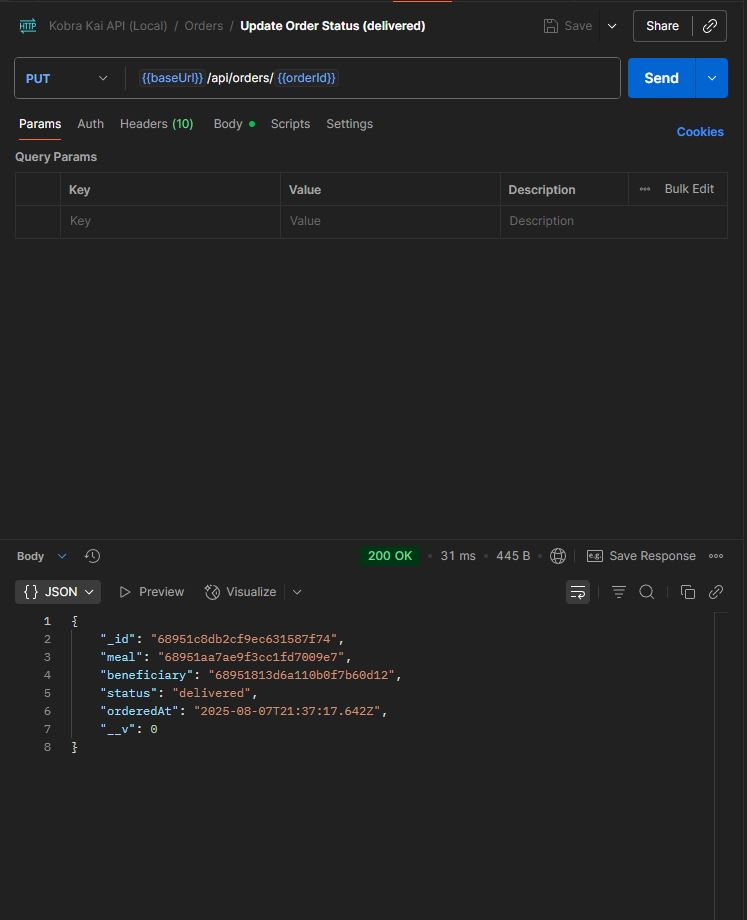 HTTP Kobra Kai API (Local) / Orders / Update Order Status (delivered) Save Share
PUT {{baseUrl}} /api/orders/ {{orderId}} Send
Params Auth Headers (10) Body Scripts Settings Cookies
Query Params
Key Value Description Bulk Edit
Key Value Description
Body 200 OK 31 ms 445 B e.g. Save Response
{} JSON Preview Visualize
1 {
2 "_id": "68951c8db2cf9ec631587f74",
3 "meal": "68951aa7ae9f3cc1fd7009e7",
4 "beneficiary": "68951813d6a110b0f7b60d12",
5 "status": "delivered",
6 "orderedAt": "2025-08-07T21:37:17.642Z",
7 "__v": 0
8 }